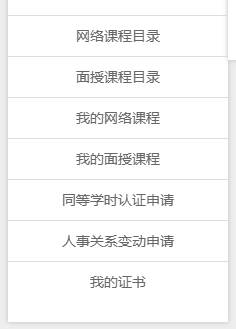 网络课程目录
面授课程目录
我的网络课程
我的面授课程
同等学时认证申请
人事关系变动申请
我的证书